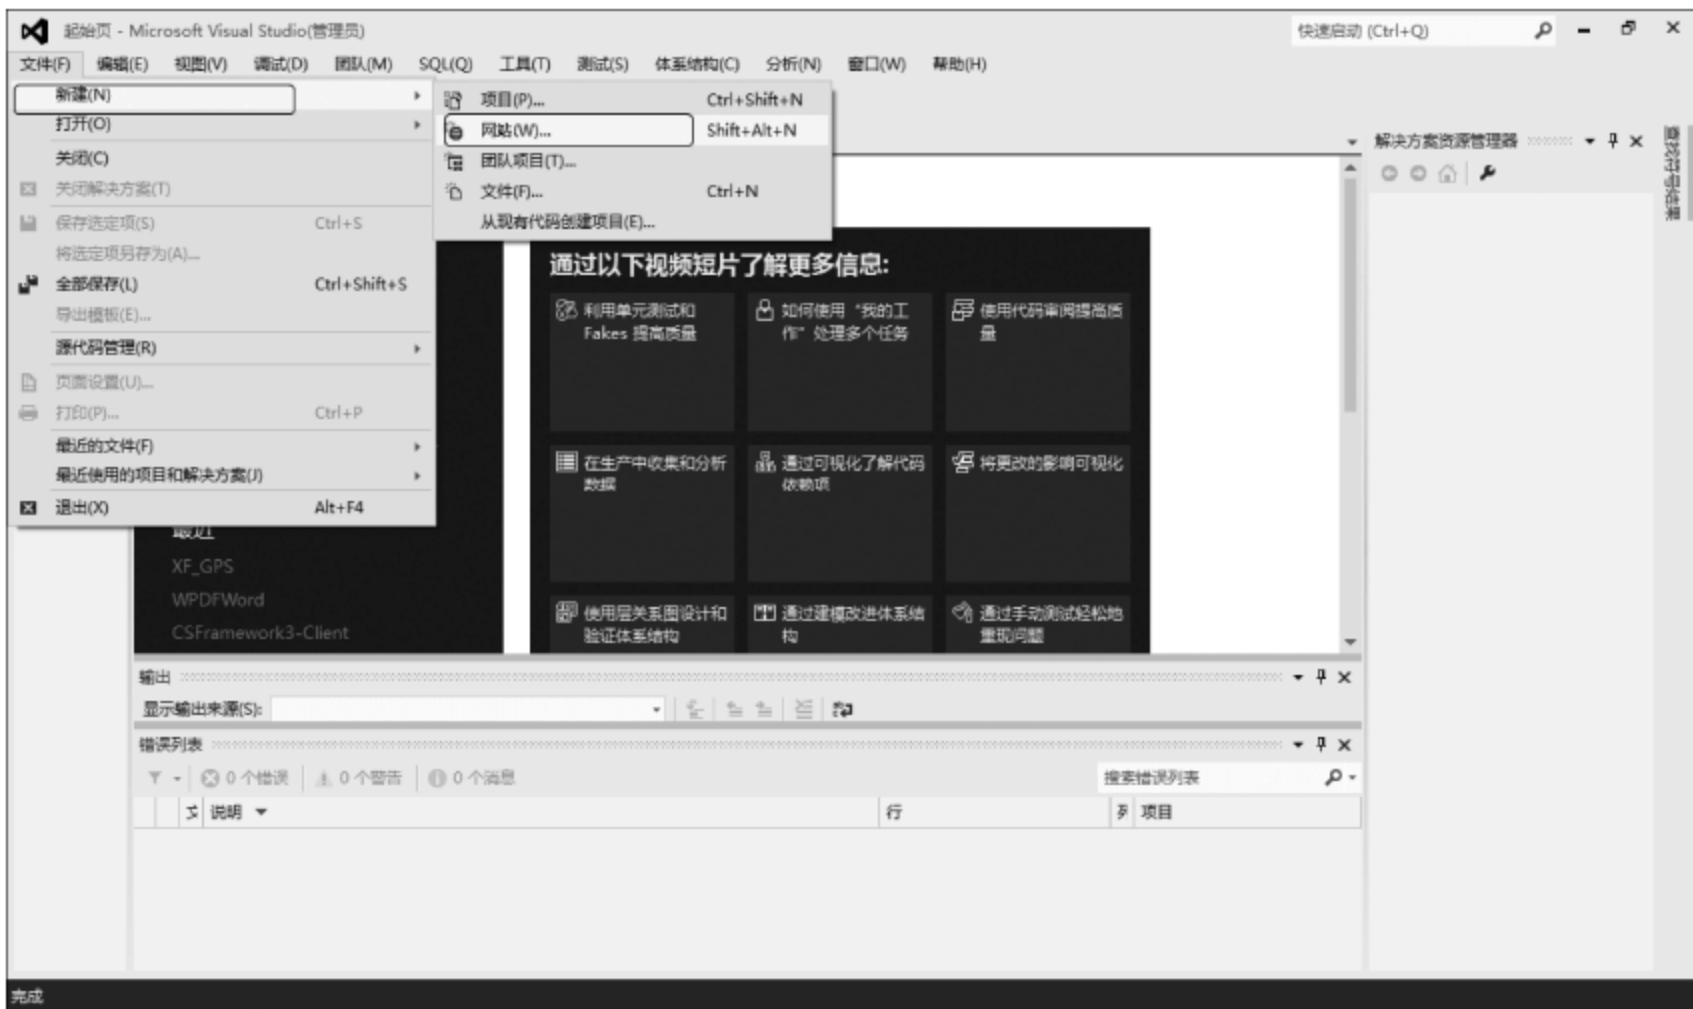 起始页 - Microsoft Visual Studio(管理员)
快速启动 (Ctrl+Q)
文件(F) 编辑(E) 视图(V) 调试(D) 团队(M) SQL(Q) 工具(T) 测试(S) 体系结构(C) 分析(N) 窗口(W) 帮助(H)
新建(N)
打开(O)
关闭(C)
关闭解决方案(T)
保存选定项(S) Ctrl+S
将选定项另存为(A)...
全部保存(L) Ctrl+Shift+S
导出模板(E)...
源代码管理(R)
页面设置(U)...
打印(P)... Ctrl+P
最近的文件(F)
最近使用的项目和解决方案(J)
退出(X) Alt+F4
项目(P)... Ctrl+Shift+N
网站(W)... Shift+Alt+N
团队项目(T)...
文件(F)... Ctrl+N
从现有代码创建项目(E)...
最近
XF_GPS
WPDFWord
CSFramework3-Client
通过以下视频短片了解更多信息:
利用单元测试和
Fakes 提高质量
如何使用“我的工
作”处理多个任务
使用代码审阅提高质
量
在生产中收集和分析
数据
通过可视化了解代码
依赖项
将更改的影响可视化
使用层关系图设计和
验证体系结构
通过建模改进体系结
构
通过手动测试轻松地
重现问题
解决方案资源管理器
查找符号结果
输出
显示输出来源(S):
错误列表
0 个错误 0 个警告 0 个消息
搜索错误列表
说明 行 列 项目
完成